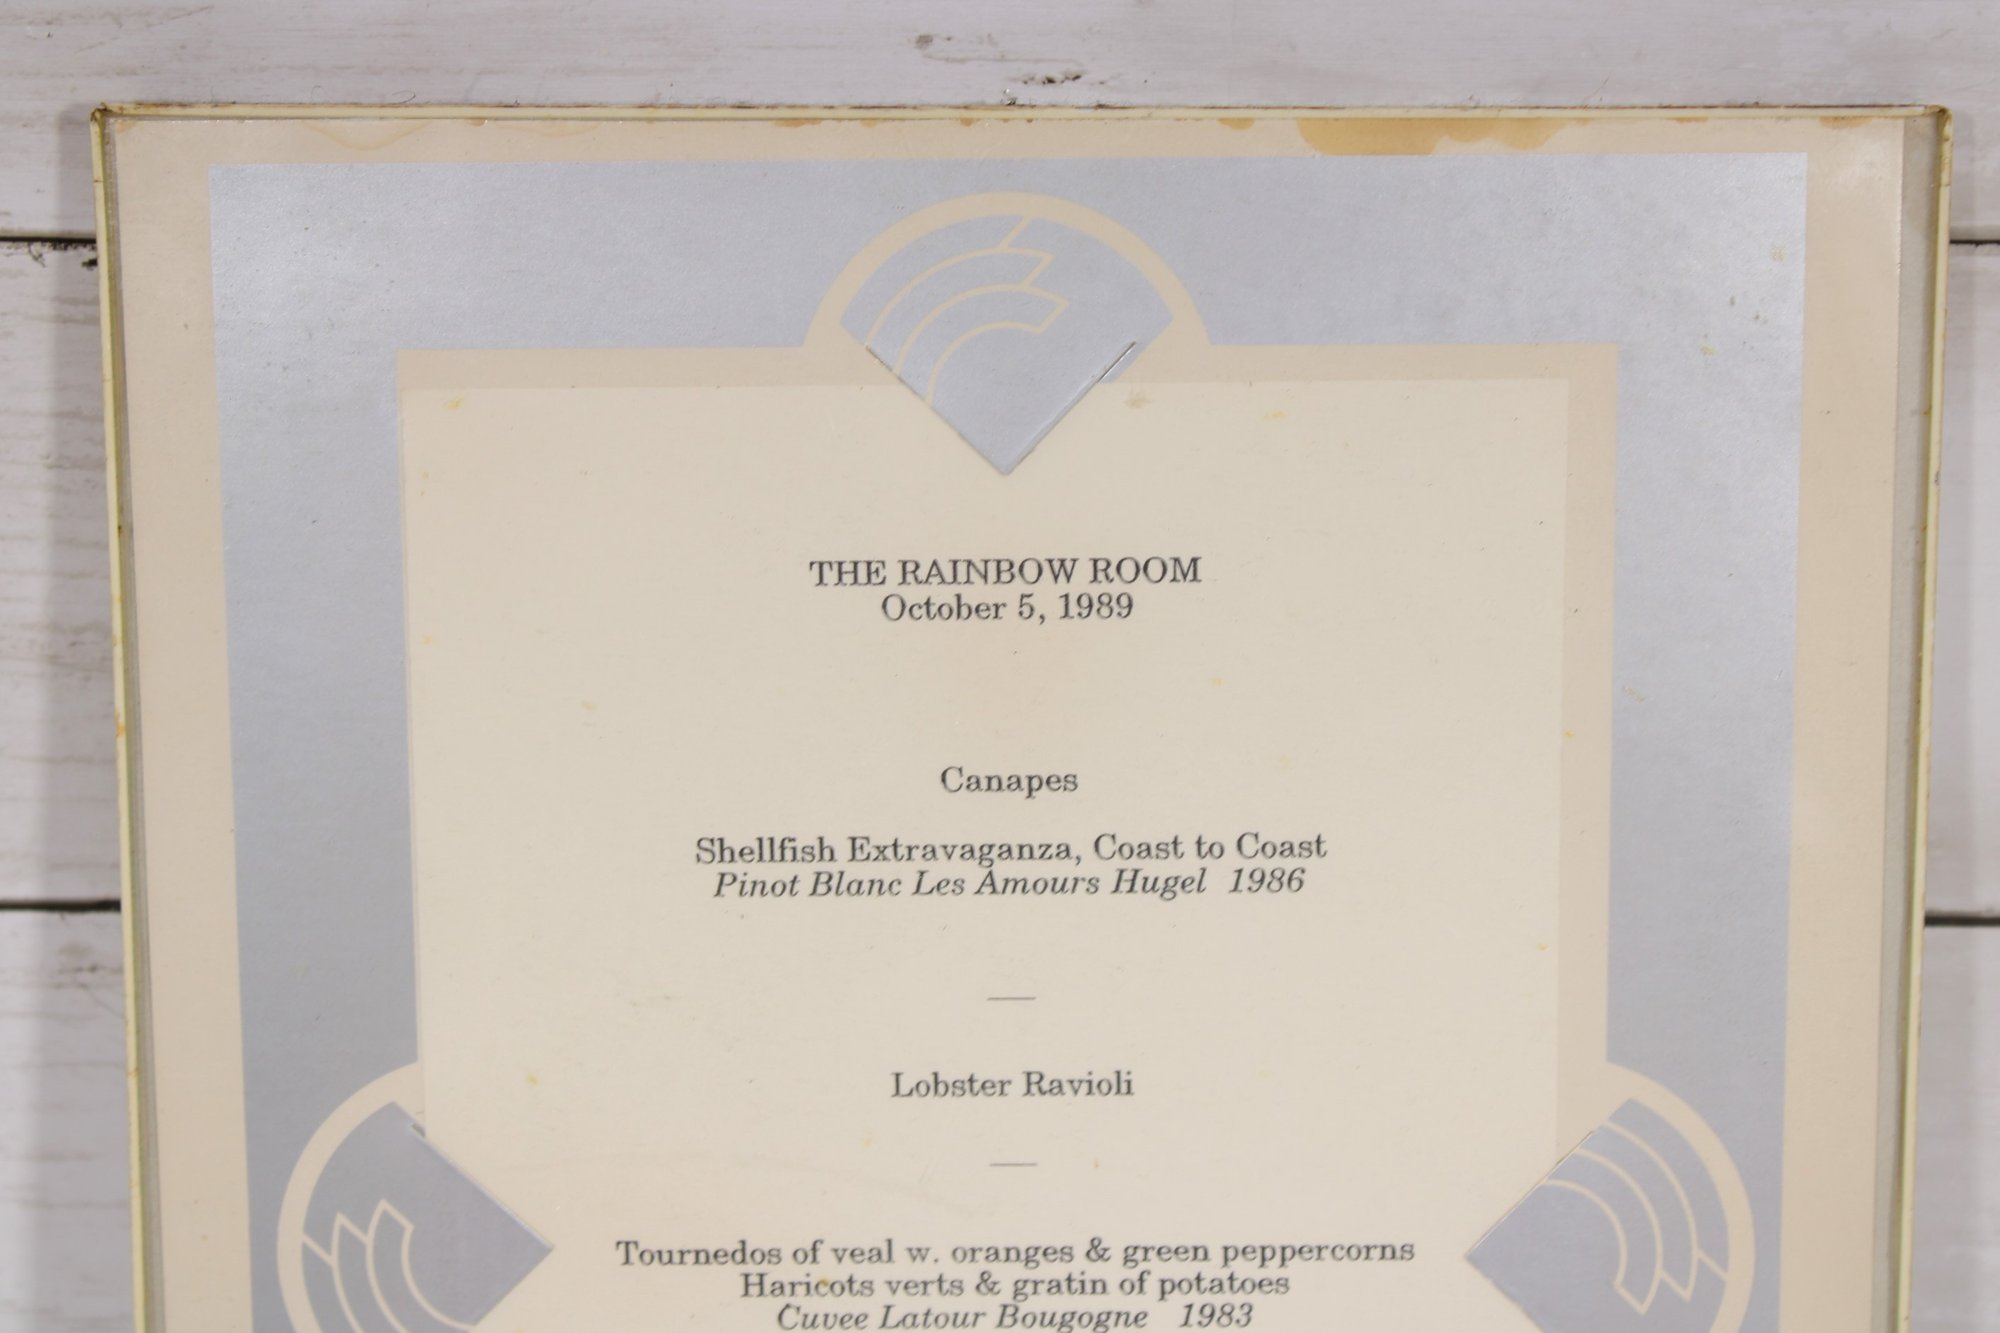 THE RAINBOW ROOM
October 5, 1989
Canapes
Shellfish Extravaganza, Coast to Coast
Pinot Blanc Les Amours Hugel 1986
Lobster Ravioli
Tournedos of veal w. oranges & green peppercorns
Haricots verts & gratin of potatoes
Cuvee Latour Bougogne 1983